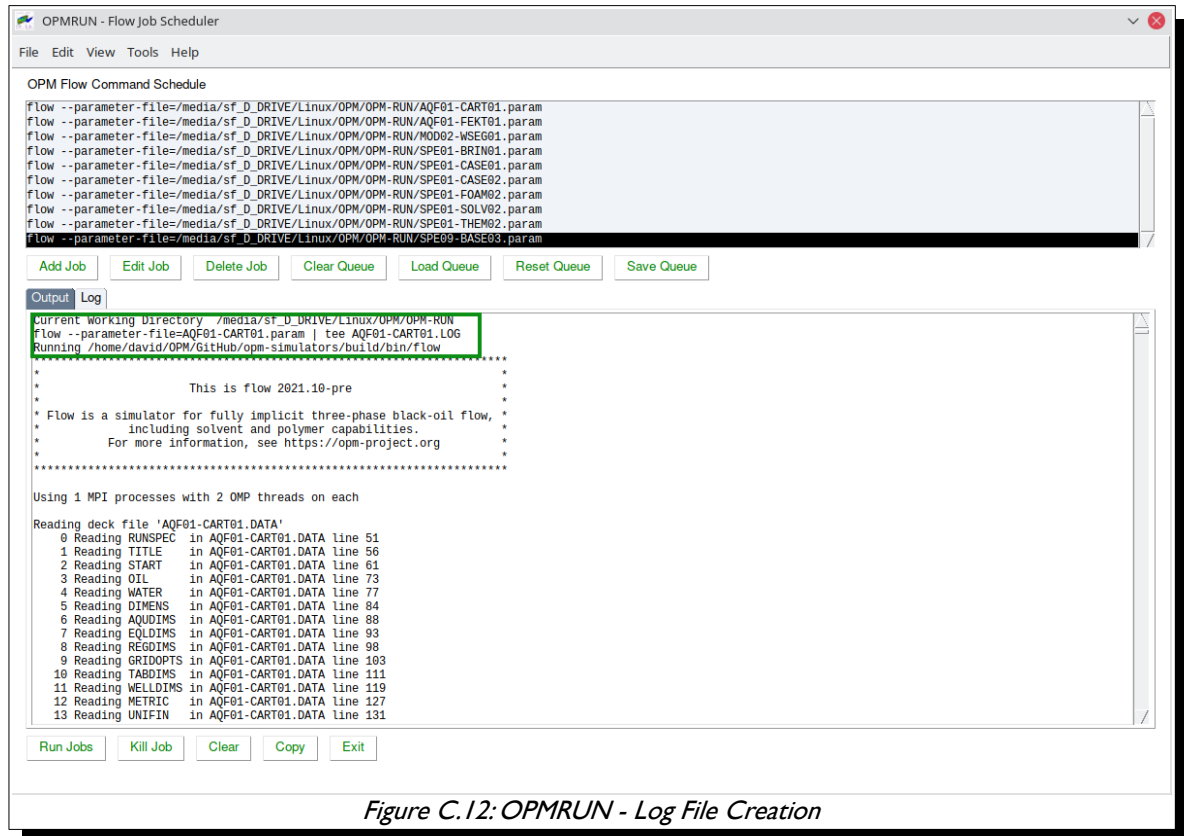 OPMRUN - Flow Job Scheduler
File Edit View Tools Help
OPM Flow Command Schedule
flow --parameter-file=/media/sf_D_DRIVE/Linux/OPM/OPM-RUN/AQF01-CART01.param
flow --parameter-file=/media/sf_D_DRIVE/Linux/OPM/OPM-RUN/AQF01-FEKT01.param
flow --parameter-file=/media/sf_D_DRIVE/Linux/OPM/OPM-RUN/MOD02-WSEG01.param
flow --parameter-file=/media/sf_D_DRIVE/Linux/OPM/OPM-RUN/SPE01-BRIN01.param
flow --parameter-file=/media/sf_D_DRIVE/Linux/OPM/OPM-RUN/SPE01-CASE01.param
flow --parameter-file=/media/sf_D_DRIVE/Linux/OPM/OPM-RUN/SPE01-CASE02.param
flow --parameter-file=/media/sf_D_DRIVE/Linux/OPM/OPM-RUN/SPE01-FOAM02.param
flow --parameter-file=/media/sf_D_DRIVE/Linux/OPM/OPM-RUN/SPE01-SOLV02.param
flow --parameter-file=/media/sf_D_DRIVE/Linux/OPM/OPM-RUN/SPE01-THEM02.param
flow --parameter-file=/media/sf_D_DRIVE/Linux/OPM/OPM-RUN/SPE09-BASE03.param
Add Job Edit Job Delete Job Clear Queue Load Queue Reset Queue Save Queue
Output Log
Current Working Directory /media/sf_D_DRIVE/Linux/OPM/OPM-RUN
flow --parameter-file=AQF01-CART01.param | tee AQF01-CART01.LOG
Running /home/david/OPM/GitHub/opm-simulators/build/bin/flow
**********************************************************************
* *
* This is flow 2021.10-pre *
* *
* Flow is a simulator for fully implicit three-phase black-oil flow, *
* including solvent and polymer capabilities. *
* For more information, see https://opm-project.org *
* *
**********************************************************************
Using 1 MPI processes with 2 OMP threads on each
Reading deck file 'AQF01-CART01.DATA'
0 Reading RUNSPEC in AQF01-CART01.DATA line 51
1 Reading TITLE in AQF01-CART01.DATA line 56
2 Reading START in AQF01-CART01.DATA line 61
3 Reading OIL in AQF01-CART01.DATA line 73
4 Reading WATER in AQF01-CART01.DATA line 77
5 Reading DIMENS in AQF01-CART01.DATA line 84
6 Reading AQUDIMS in AQF01-CART01.DATA line 88
7 Reading EQLDIMS in AQF01-CART01.DATA line 93
8 Reading REGDIMS in AQF01-CART01.DATA line 98
9 Reading GRIDOPTS in AQF01-CART01.DATA line 103
10 Reading TABDIMS in AQF01-CART01.DATA line 111
11 Reading WELLDIMS in AQF01-CART01.DATA line 119
12 Reading METRIC in AQF01-CART01.DATA line 127
13 Reading UNIFIN in AQF01-CART01.DATA line 131
Run Jobs Kill Job Clear Copy Exit
Figure C.12: OPMRUN - Log File Creation